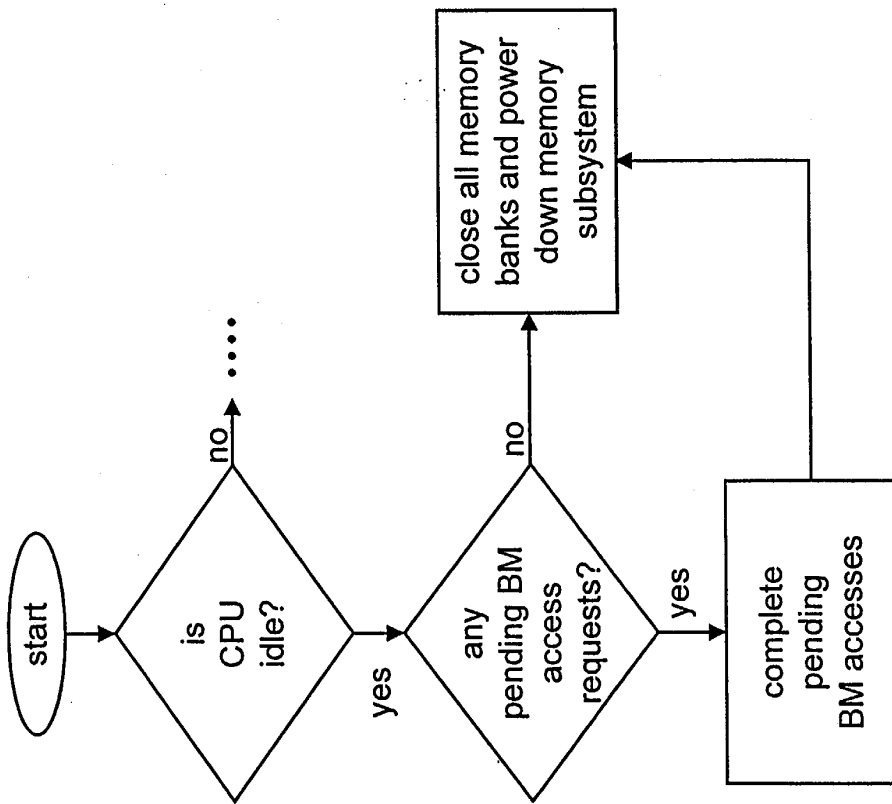 start
is
CPU
idle?
no
....
yes
any
pending BM
access
requests?
no
close all memory
banks and power
down memory
subsystem
yes
complete
pending
BM accesses